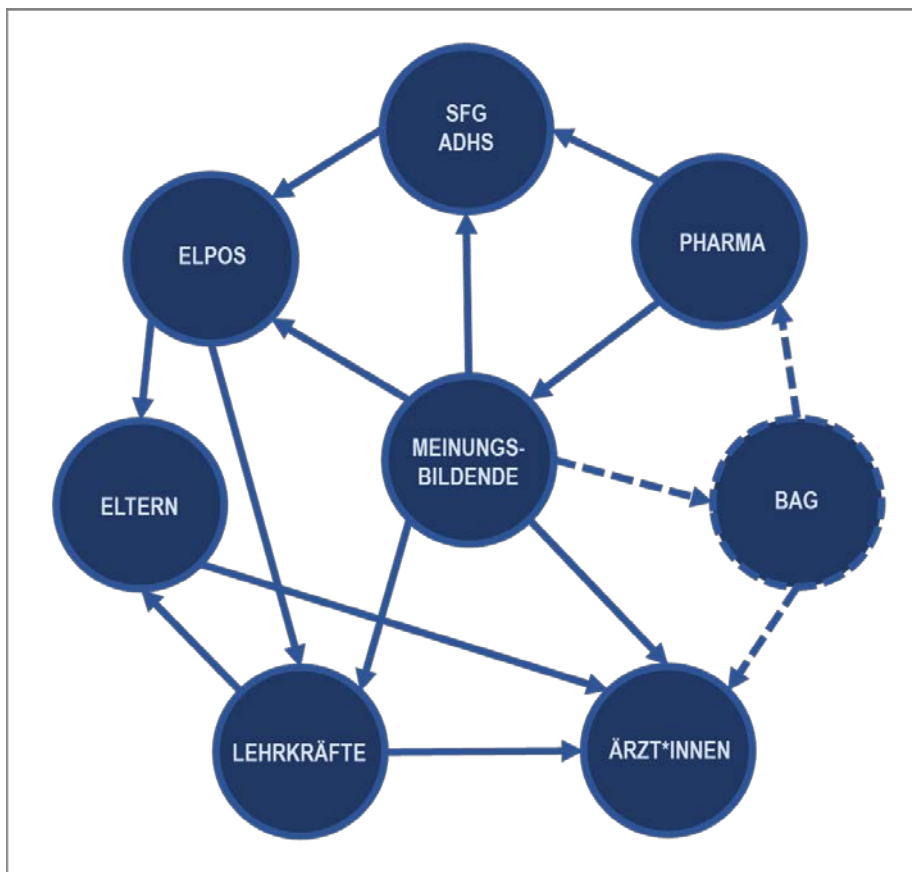 SFG
ADHS
PHARMA
ELPOS
MEINUNGS-
BILDENDE
BAG
ELTERN
LEHRKRÄFTE
ÄRZT*INNEN